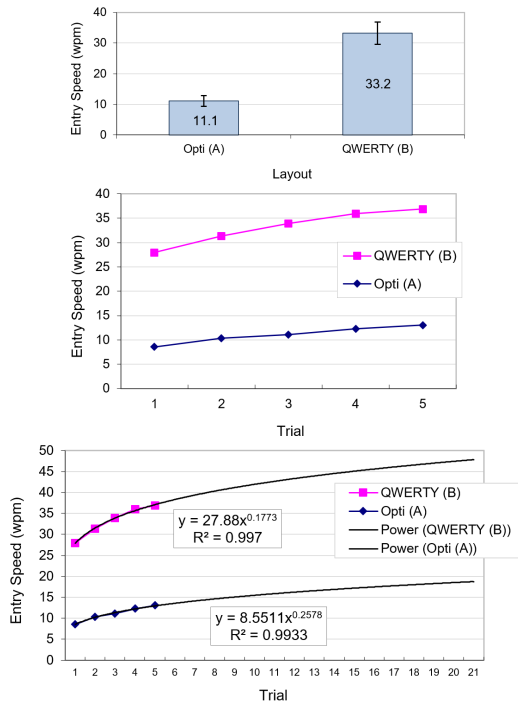 40
30
20
10
0
Entry Speed (wpm)
11.1
33.2
Opti (A)
QWERTY (B)
Layout
40
35
30
25
20
15
10
5
0
Entry Speed (wpm)
QWERTY (B)
Opti (A)
1 2 3 4 5
Trial
50
45
40
35
30
25
20
15
10
5
0
Entry Speed (wpm)
QWERTY (B)
Opti (A)
Power (QWERTY (B))
Power (Opti (A))
y = 27.88x^0.1773
R² = 0.997
y = 8.5511x^0.2578
R² = 0.9933
1 2 3 4 5 6 7 8 9 10 11 12 13 14 15 16 17 18 19 20 21
Trial